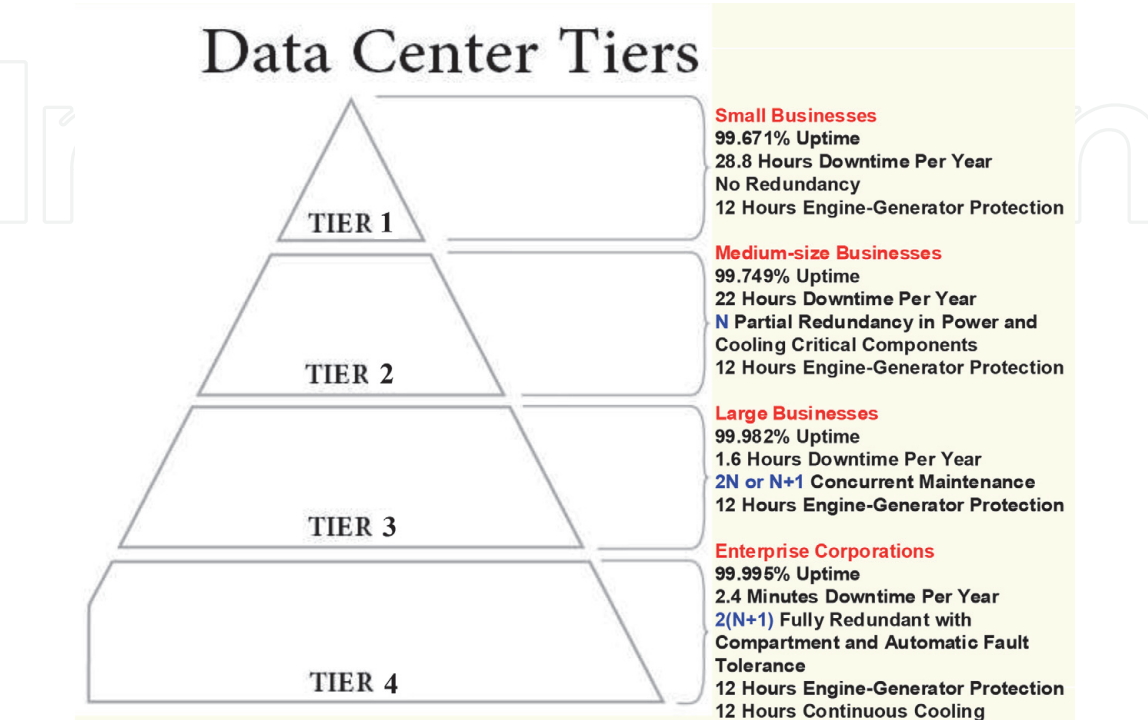 Data Center Tiers
TIER 1
Small Businesses
99.671% Uptime
28.8 Hours Downtime Per Year
No Redundancy
12 Hours Engine-Generator Protection
TIER 2
Medium-size Businesses
99.749% Uptime
22 Hours Downtime Per Year
N Partial Redundancy in Power and
Cooling Critical Components
12 Hours Engine-Generator Protection
TIER 3
Large Businesses
99.982% Uptime
1.6 Hours Downtime Per Year
2N or N+1 Concurrent Maintenance
12 Hours Engine-Generator Protection
TIER 4
Enterprise Corporations
99.995% Uptime
2.4 Minutes Downtime Per Year
2(N+1) Fully Redundant with
Compartment and Automatic Fault
Tolerance
12 Hours Engine-Generator Protection
12 Hours Continuous Cooling